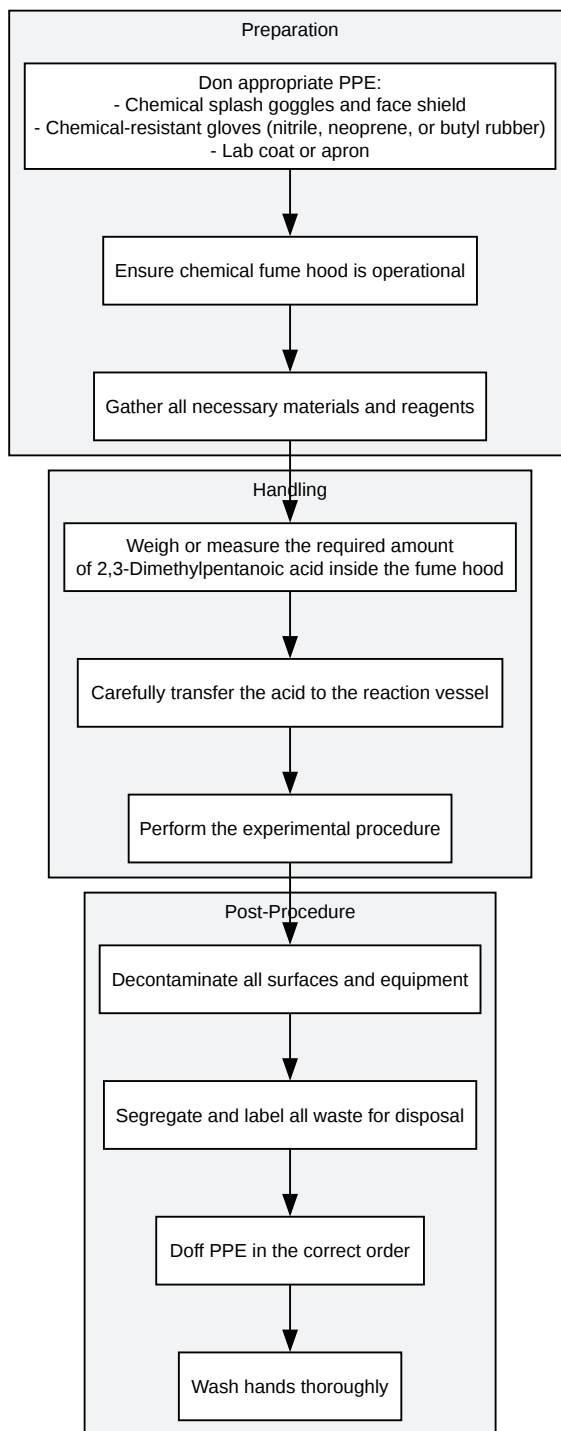 Preparation
Don appropriate PPE:
- Chemical splash goggles and face shield
- Chemical-resistant gloves (nitrile, neoprene, or butyl rubber)
- Lab coat or apron
Ensure chemical fume hood is operational
Gather all necessary materials and reagents
Handling
Weigh or measure the required amount
of 2,3-Dimethylpentanoic acid inside the fume hood
Carefully transfer the acid to the reaction vessel
Perform the experimental procedure
Post-Procedure
Decontaminate all surfaces and equipment
Segregate and label all waste for disposal
Doff PPE in the correct order
Wash hands thoroughly